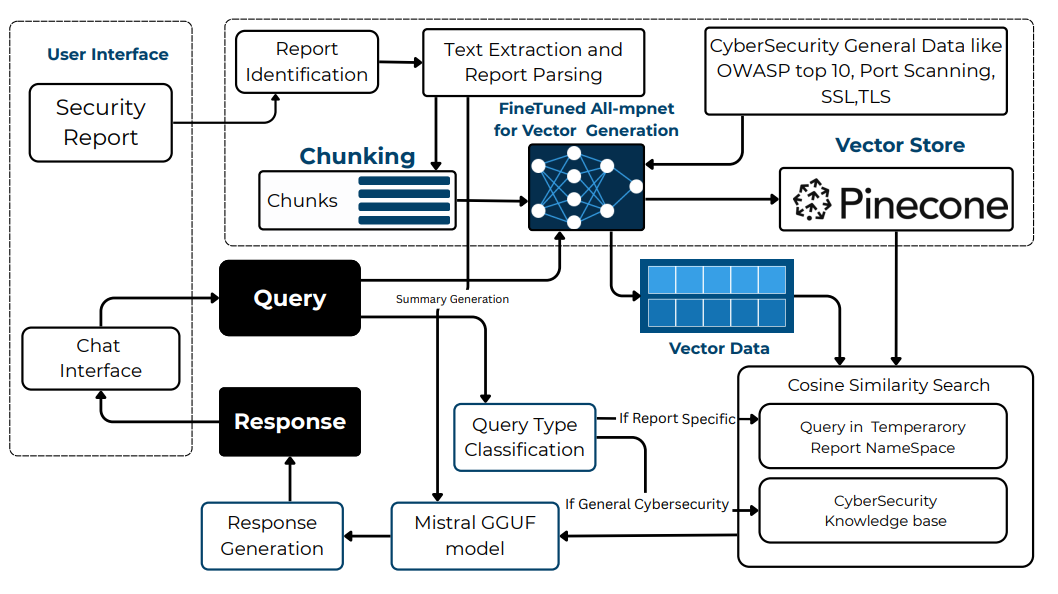 User Interface
Security
Report
Report
Identification
Text Extraction and
Report Parsing
CyberSecurity General Data like
OWASP top 10, Port Scanning,
SSL,TLS
FineTuned All-mpnet
for Vector Generation
Chunking
Chunks
Vector Store
Pinecone
Query
Summary Generation
Vector Data
Chat
Interface
Response
Query Type
Classification
If Report Specific
If General Cybersecurity
Cosine Similarity Search
Query in Temperarory
Report NameSpace
CyberSecurity
Knowledge base
Mistral GGUF
model
Response
Generation